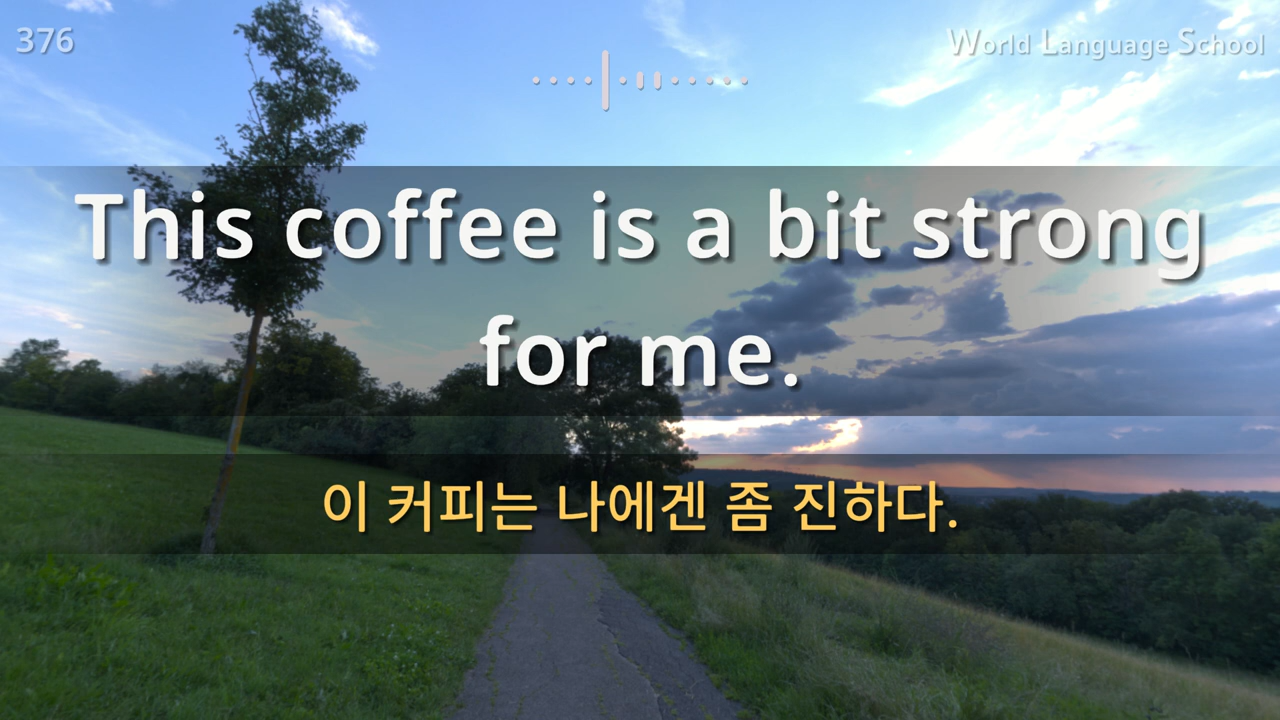 376
World Language School
This coffee is a bit strong
for me.
이 커피는 나에겐 좀 진하다.